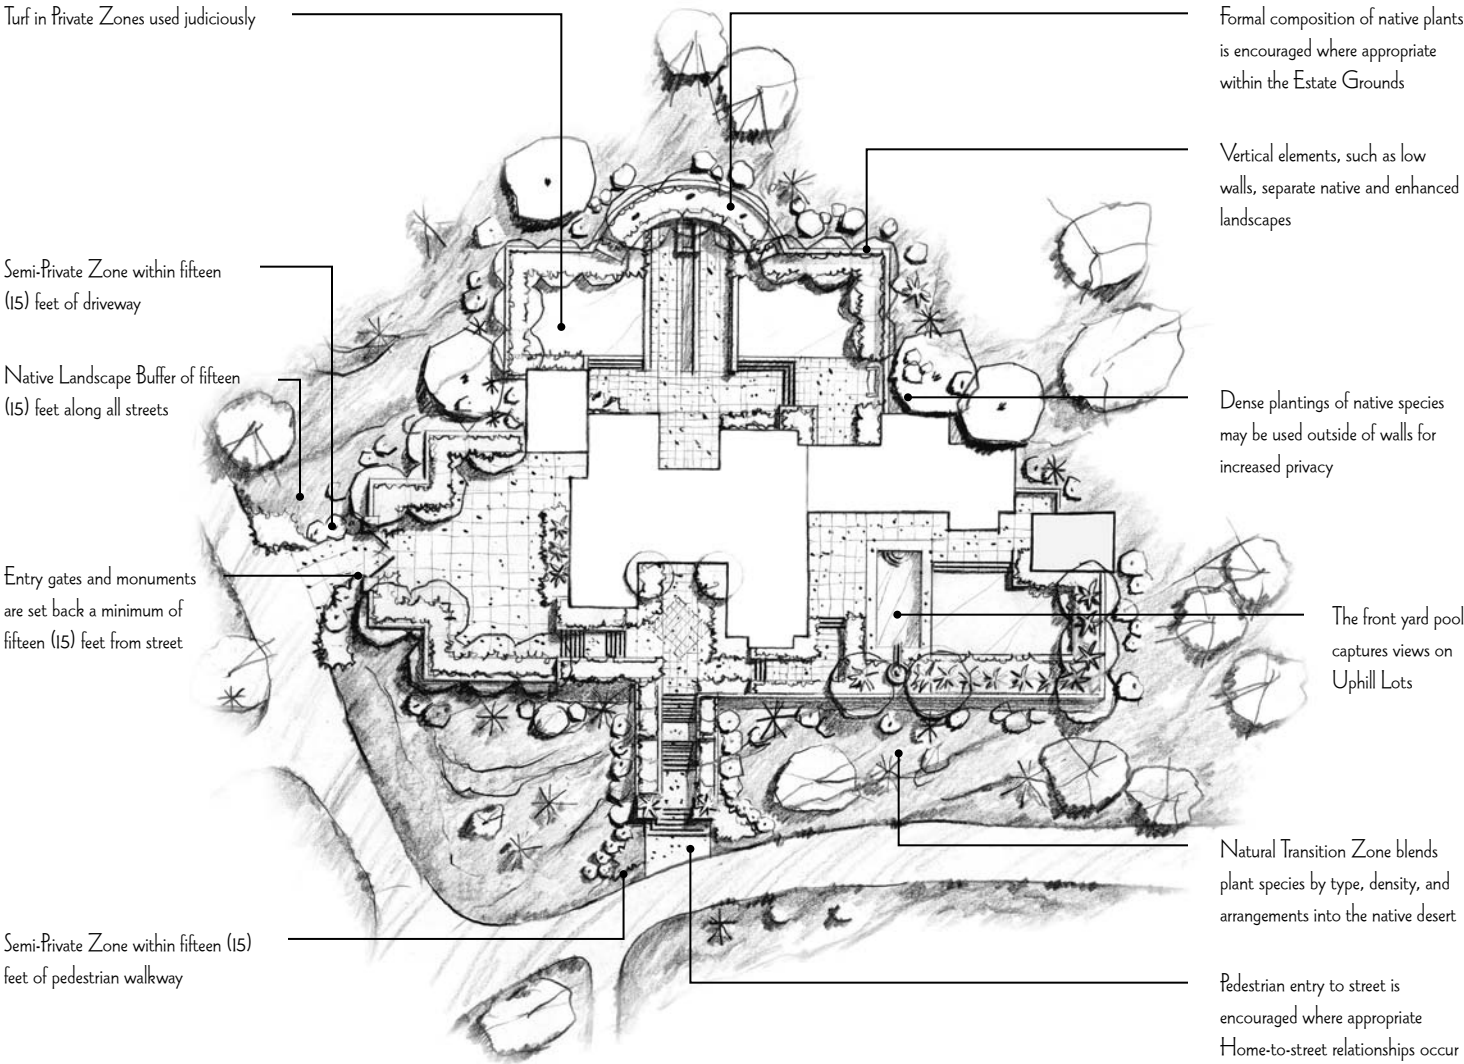 Turf in Private Zones used judiciously
Semi-Private Zone within fifteen
(15) feet of driveway
Native Landscape Buffer of fifteen
(15) feet along all streets
Entry gates and monuments
are set back a minimum of
fifteen (15) feet from street
Semi-Private Zone within fifteen (15)
feet of pedestrian walkway
Formal composition of native plants
is encouraged where appropriate
within the Estate Grounds
Vertical elements, such as low
walls, separate native and enhanced
landscapes
Dense plantings of native species
may be used outside of walls for
increased privacy
The front yard pool
captures views on
Uphill Lots
Natural Transition Zone blends
plant species by type, density, and
arrangements into the native desert
Pedestrian entry to street is
encouraged where appropriate
Home-to-street relationships occur